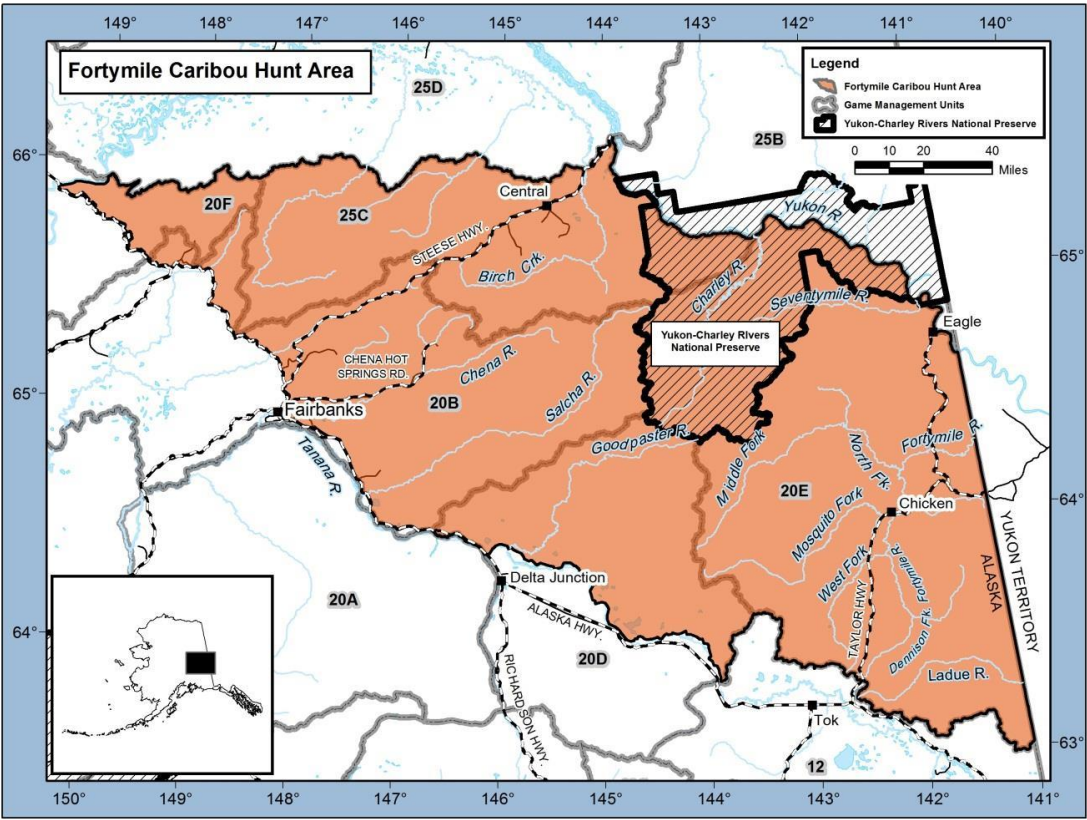 149° 148° 147° 146° 145° 144° 143° 142° 141° 140°
Fortymile Caribou Hunt Area
Legend
Fortymile Caribou Hunt Area
Game Management Units
Yukon-Charley Rivers National Preserve
0 10 20 40
Miles
25D
25B
66°
65°
64°
65°
64°
63°
20F
25C
Central
STEESE HWY.
Birch Crk.
Yukon R.
Charley R.
Seventymile R.
Eagle
Yukon-Charley Rivers
National Preserve
CHENA HOT
SPRINGS RD.
Chena R.
20B
Salcha R.
Fairbanks
Tanana R.
Goodpaster R.
Middle Fork
North Fk.
Fortymile R.
20E
Chicken
Mosquito Fork
West Fork
Dennison Fk. Fortymile R.
TAYLOR HWY
Ladue R.
ALASKA
YUKON TERRITORY
Delta Junction
20A
ALASKA HWY.
20D
RICHARDSON HWY.
Tok
12
150° 149° 148° 147° 146° 145° 144° 143° 142° 141°